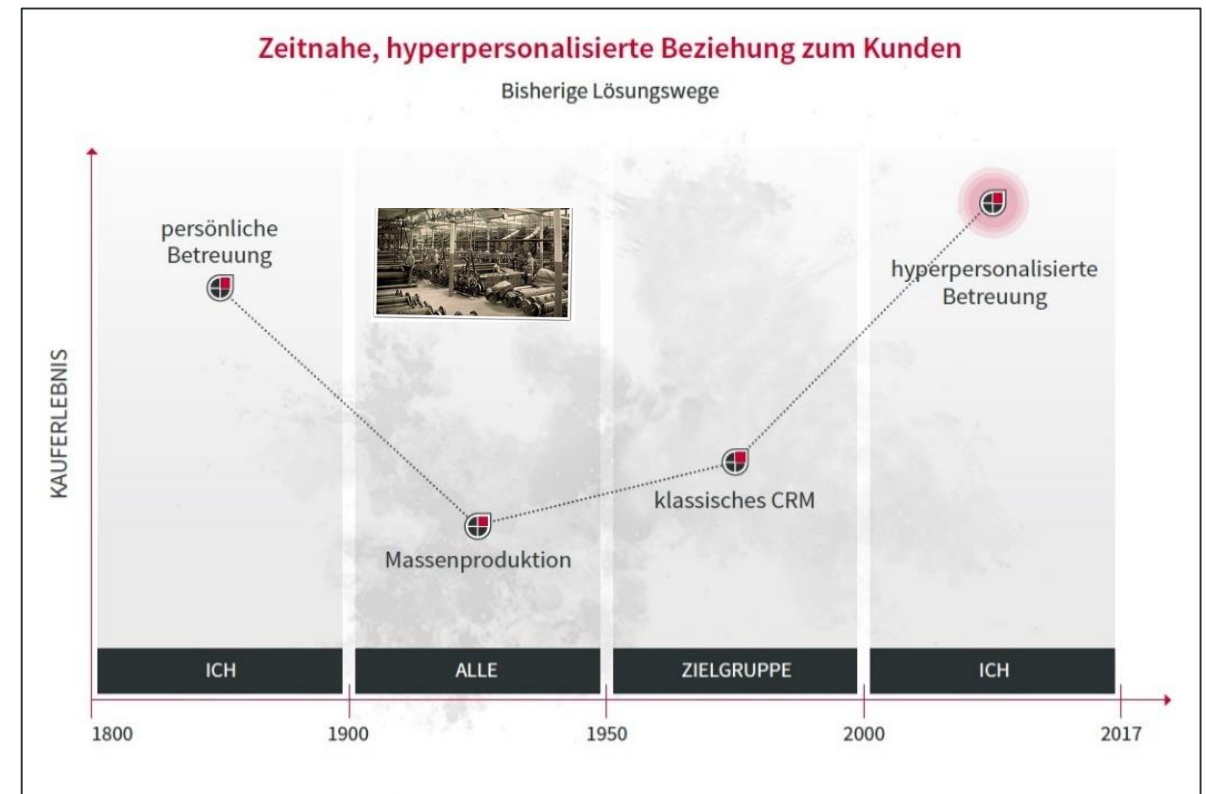 Zeitnahe, hyperpersonalisierte Beziehung zum Kunden
Bisherige Lösungswege
persönliche
Betreuung
hyperpersonalisierte
Betreuung
KAUFERLEBNIS
klassisches CRM
Massenproduktion
ICH
ALLE
ZIELGRUPPE
ICH
1800
1900
1950
2000
2017